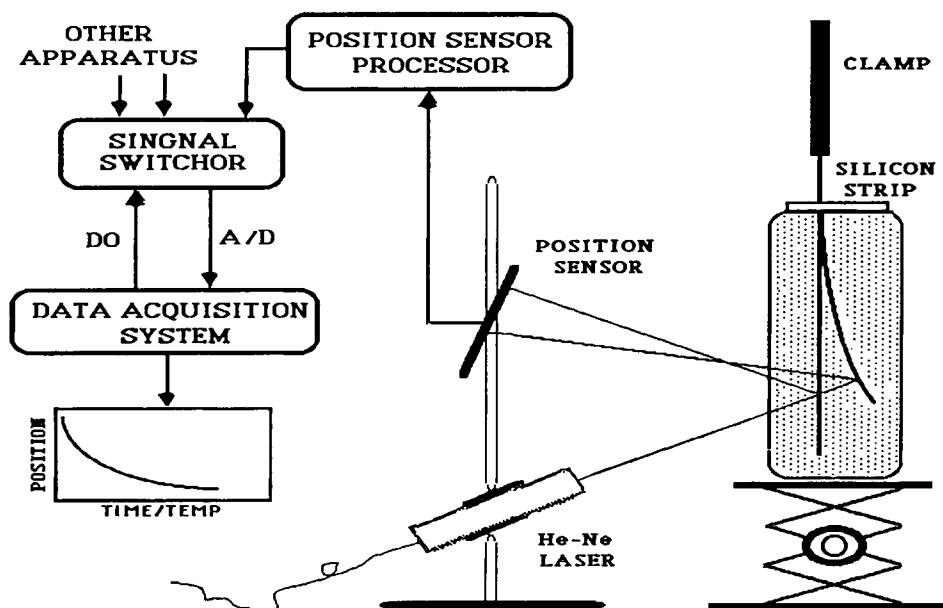 OTHER
APPARATUS
POSITION SENSOR
PROCESSOR
CLAMP
SINGNAL
SWITCHOR
SILICON
STRIP
DO
A/D
POSITION
SENSOR
DATA ACQUISITION
SYSTEM
POSITION
TIME/TEMP
He-Ne
LASER